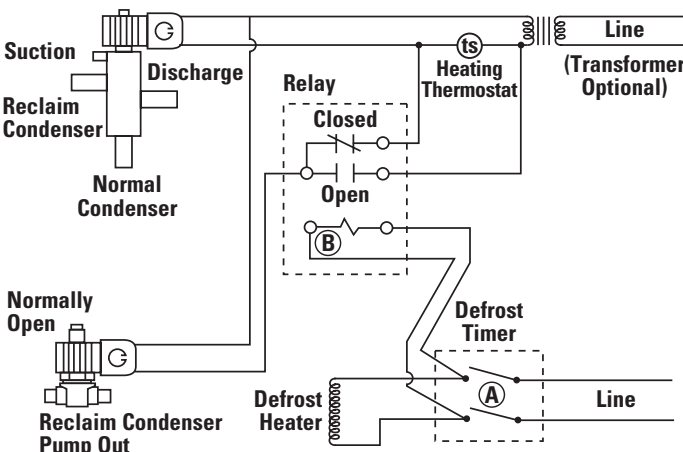 Suction
Discharge
Reclaim
Condenser
Normal
Condenser
ts
Heating
Thermostat
Line
(Transformer
Optional)
Relay
Closed
Open
B
Normally
Open
Reclaim Condenser
Pump Out
Defrost
Timer
Defrost
Heater
A
Line